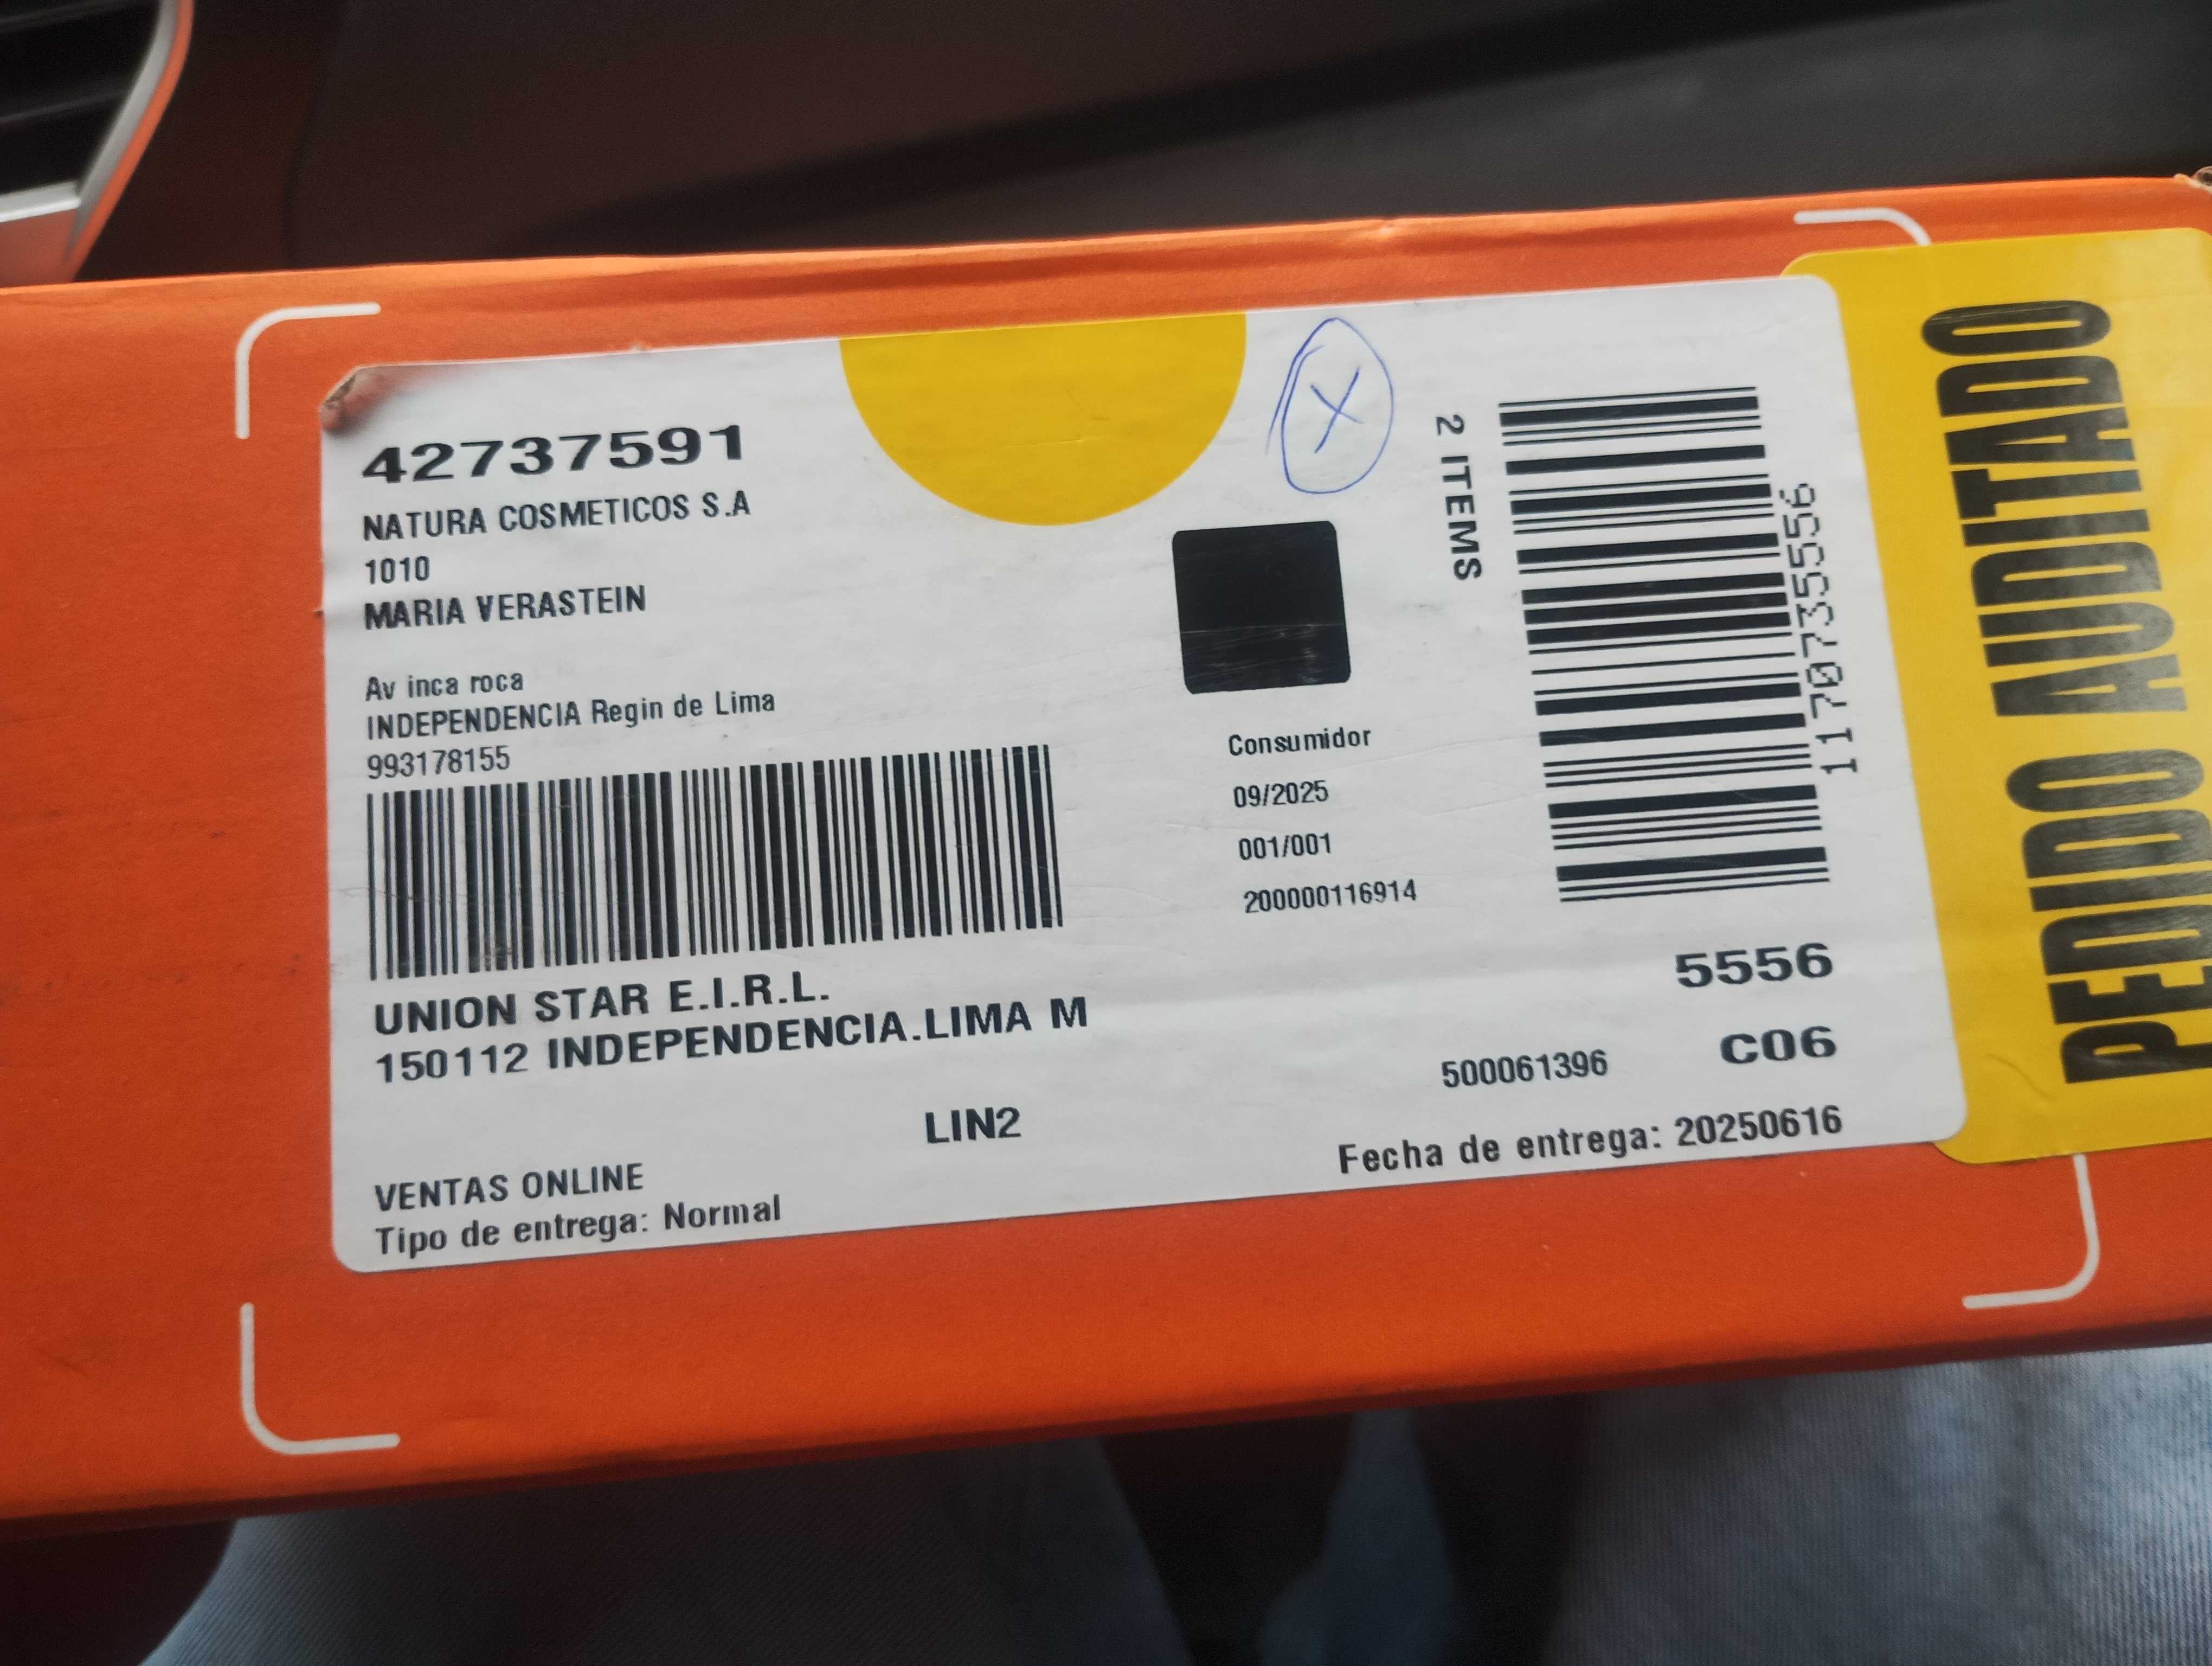 42737591
NATURA COSMETICOS S.A
1010
MARIA VERASTEIN
Av inca roca
INDEPENDENCIA Regin de Lima
993178155
UNION STAR E.I.R.L.
150112 INDEPENDENCIA.LIMA M
LIN2
VENTAS ONLINE
Tipo de entrega: Normal
X
2 ITEMS
1170735556
Consumidor
09/2025
001/001
200000116914
5556
500061396 C06
Fecha de entrega: 20250616
PEDIDO AUDITADO